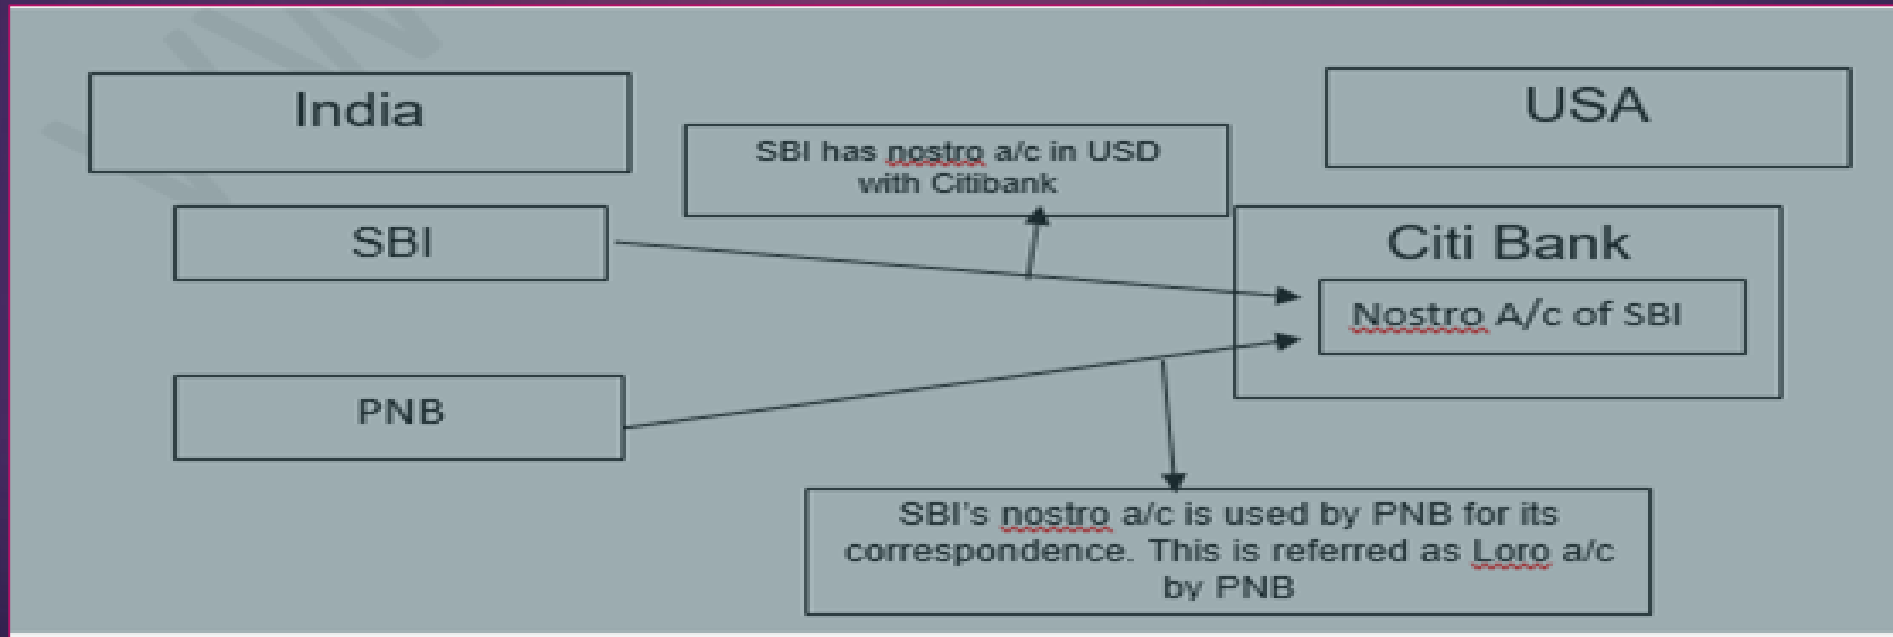 India
USA
SBI has nostro a/c in USD
with Citibank
SBI
Citi Bank
Nostro A/c of SBI
PNB
SBI's nostro a/c is used by PNB for its
correspondence. This is referred as Loro a/c
by PNB